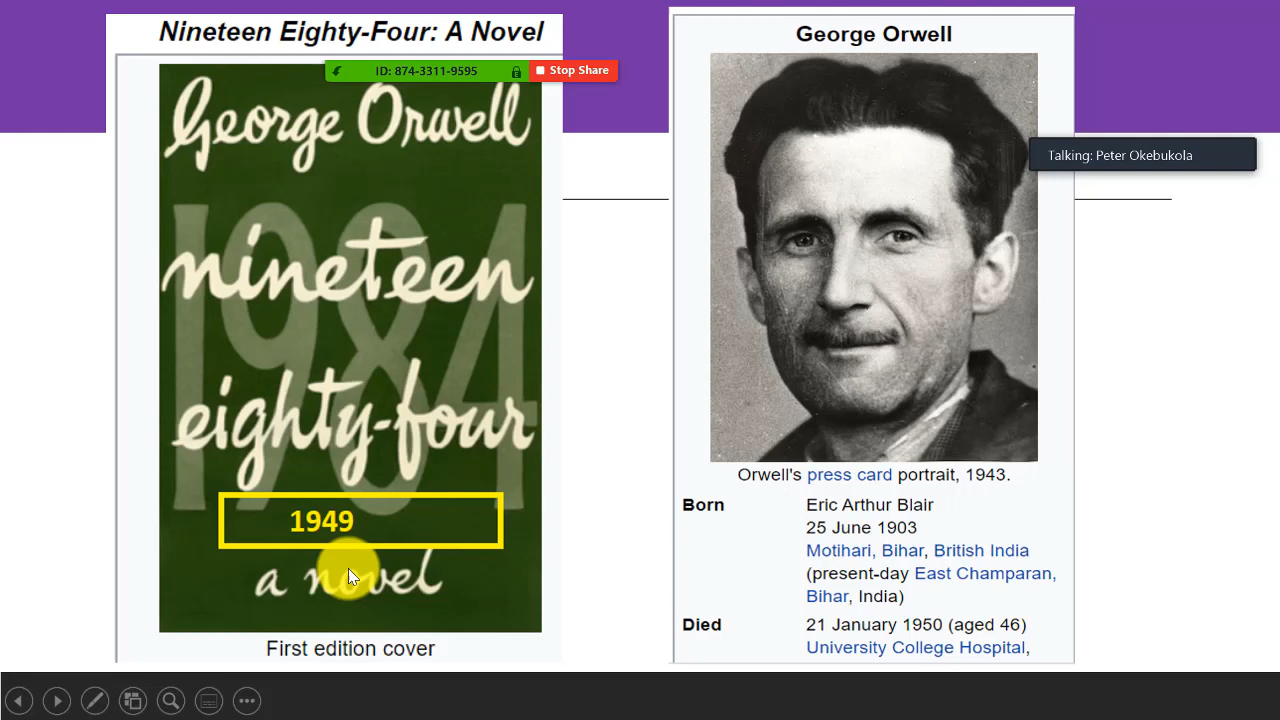 Nineteen Eighty-Four: A Novel
ID: 874-3311-9595
Stop Share
George Orwell
1984
nineteen
eighty-four
1949
a novel
First edition cover
George Orwell
Talking: Peter Okebukola
Orwell's press card portrait, 1943.
Born Eric Arthur Blair
25 June 1903
Motihari, Bihar, British India
(present-day East Champaran,
Bihar, India)
Died 21 January 1950 (aged 46)
University College Hospital,